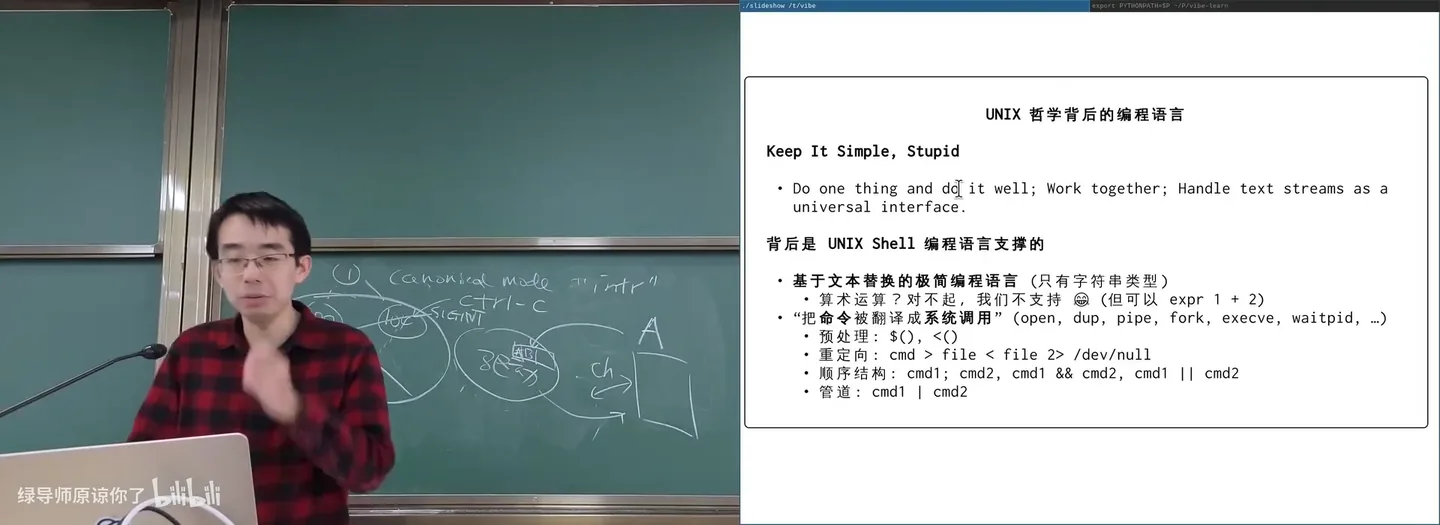 ./slideshow /t/vibe
export PYTHONPATH=$P ~/P/vibe-learn
UNIX 哲学背后的编程语言
Keep It Simple, Stupid
• Do one thing and do it well; Work together; Handle text streams as a
universal interface.
背后是 UNIX Shell 编程语言支撑的
• 基于文本替换的极简编程语言 (只有字符串类型)
• 算术运算？对不起，我们不支持 😂 (但可以 expr 1 + 2)
• “把命令被翻译成系统调用” (open, dup, pipe, fork, execve, waitpid, …)
• 预处理: $(), <()
• 重定向: cmd > file < file 2> /dev/null
• 顺序结构: cmd1; cmd2, cmd1 && cmd2, cmd1 || cmd2
• 管道: cmd1 | cmd2
① canonical mode "intr"
ctrl-C
SIGINT
A
ch
绿导师原谅你了 bilibili